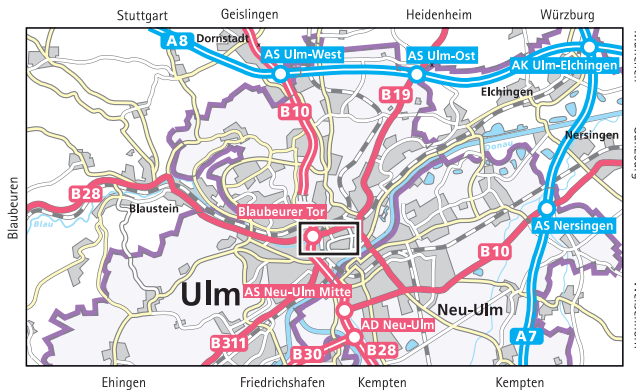 Stuttgart
Geislingen
Heidenheim
Würzburg
Dornstadt
A8
AS Ulm-West
AS Ulm-Ost
AK Ulm-Elchingen
B10
B19
Elchingen
Nersingen
Donau
B28
Blaubeuren
Blau
Blaustein
Blaubeurer Tor
AS Nersingen
B10
Ulm
AS Neu-Ulm Mitte
Neu-Ulm
AD Neu-Ulm
B311
B30
B28
A7
Ehingen
Friedrichshafen
Kempten
Kempten